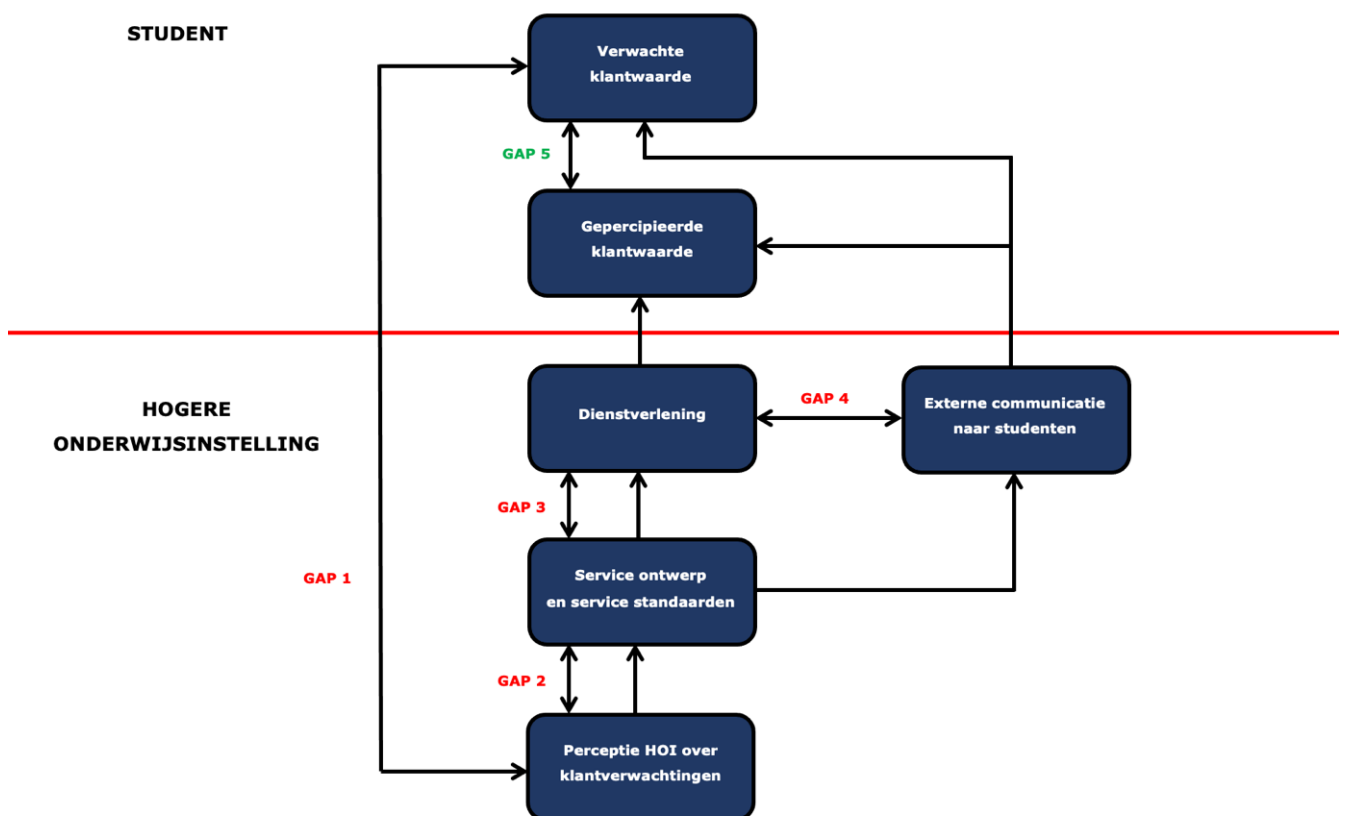 STUDENT
Verwachte
klantwaarde
GAP 5
Gepercipieerde
klantwaarde
HOGERE
ONDERWIJSINSTELLING
Dienstverlening
GAP 4
Externe communicatie
naar studenten
GAP 3
GAP 1
Service ontwerp
en service standaarden
GAP 2
Perceptie HOI over
klantverwachtingen